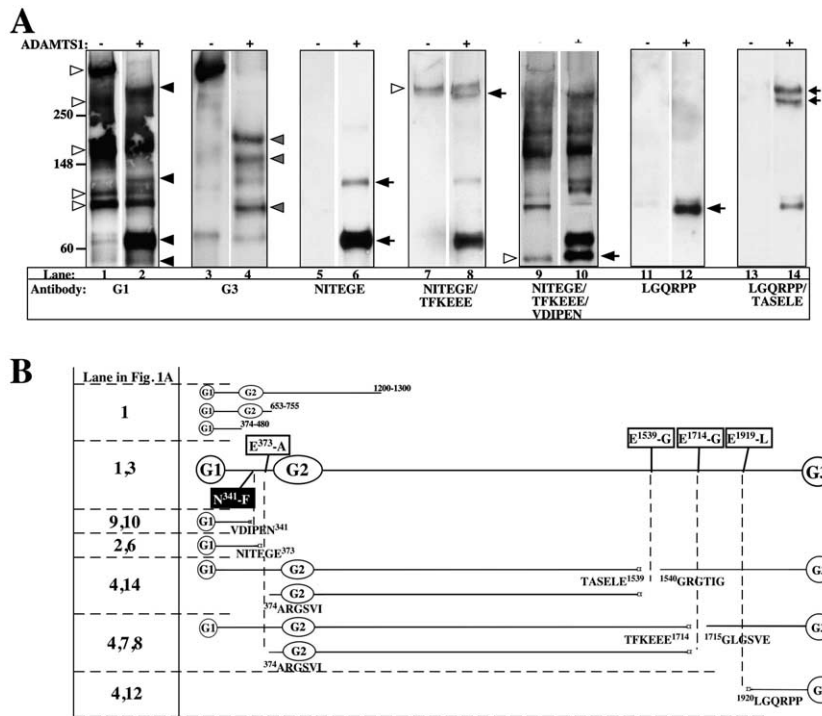 A
ADAMTS1: - + - + - + - + - + - + - +
250
148
60
Lane: 1 2 3 4 5 6 7 8 9 10 11 12 13 14
Antibody: G1 G3 NITEGE NITEGE/ TFKEEE NITEGE/ TFKEEE/ VDIPEN LGQRPP LGQRPP/ TASELE
B
Lane in Fig. 1A
1
G1 G2 1200-1300
G1 G2 653-755
G1 374-480
E373-A
E1539-G E1714-G E1919-L
1,3
G1 G2
N341-F
9,10
G1 VDIPEN341
2,6
G1 NITEGE373
4,14
G1 G2 TASELE1539 1540GRGTIG
G2
374ARGSVI
4,7,8
G1 G2 TFKEEE1714 1715GLGSVE
G2
374ARGSVI
4,12
1920LGQRPP